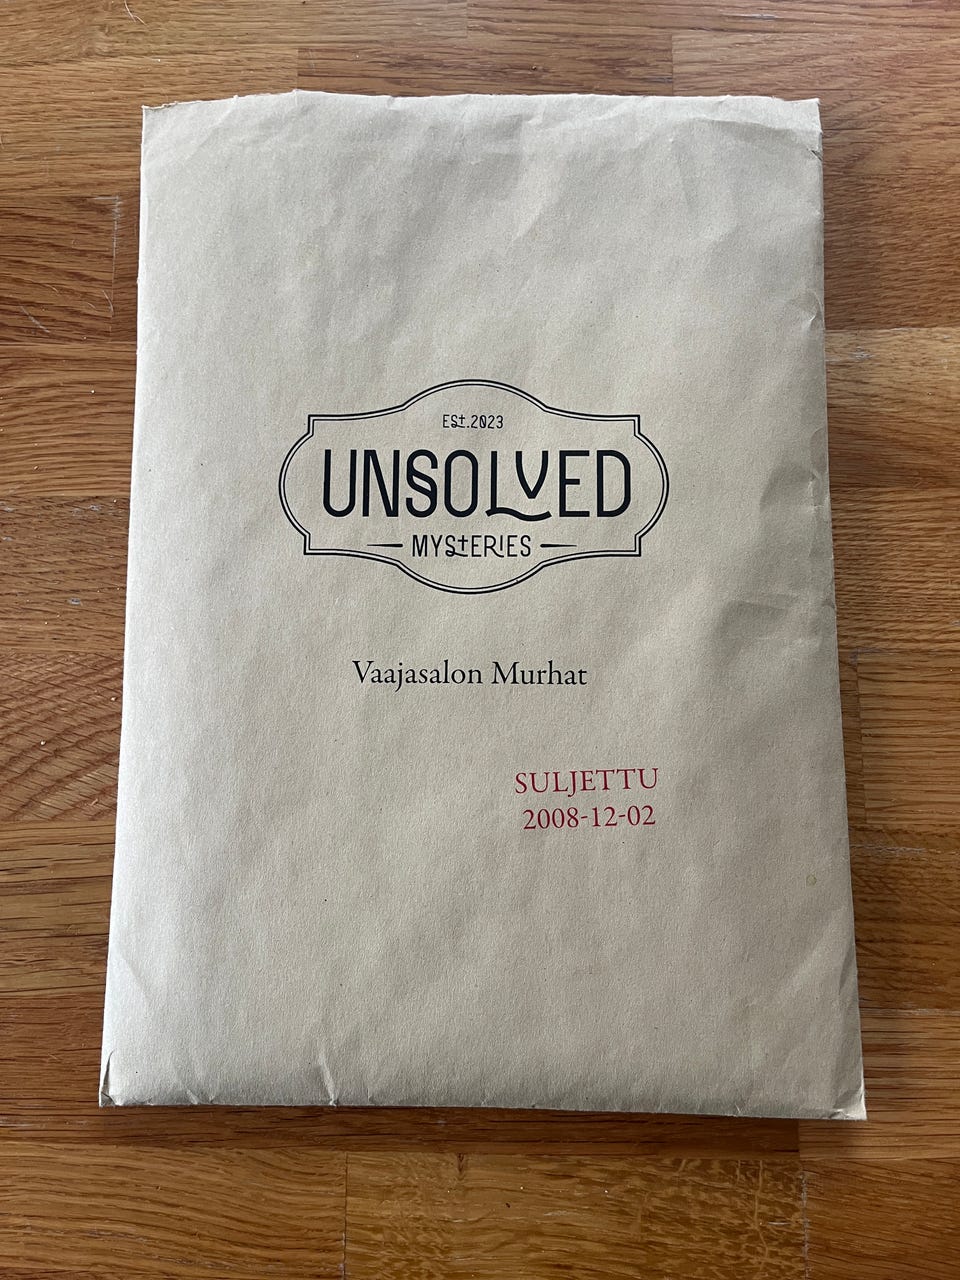 Est.2023
UNSOLVED
MYSTERIES
Vaajasalon Murhat
SULJETTU
2008-12-02